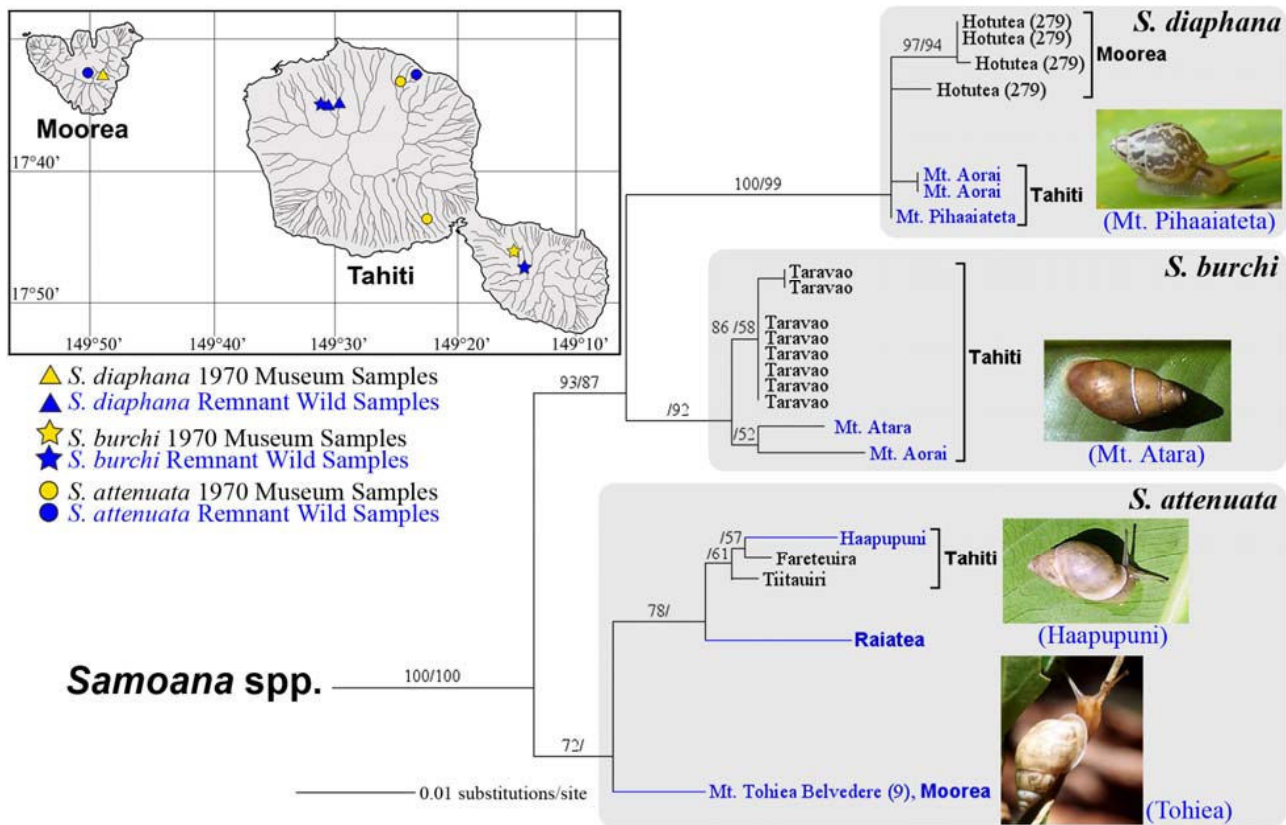 Moorea
Tahiti
17°40’
17°50’
149°50’
149°30’
149°20’
149°10’
S. diaphana 1970 Museum Samples
S. diaphana Remnant Wild Samples
S. burchi 1970 Museum Samples
S. burchi Remnant Wild Samples
S. attenuata 1970 Museum Samples
S. attenuata Remnant Wild Samples
Samoana spp.
100/100
0.01 substitutions/site
93/87
72/
S. diaphana
100/99
97/94
Hotutea (279)
Hotutea (279)
Hotutea (279)
Hotutea (279)
Moorea
Mt. Aorai
Mt. Aorai
Mt. Pihaaiateta
Tahiti
(Mt. Pihaaiateta)
S. burchi
/92
86 /58
Taravao
Taravao
Taravao
Taravao
Taravao
Taravao
Taravao
Taravao
/52
Mt. Atara
Mt. Aorai
Tahiti
(Mt. Atara)
S. attenuata
78/
/61
/57
Haapupuni
Fareteuira
Tiitauiri
Tahiti
(Haapupuni)
Raiatea
Mt. Tohiea Belvedere (9), Moorea
(Tohiea)